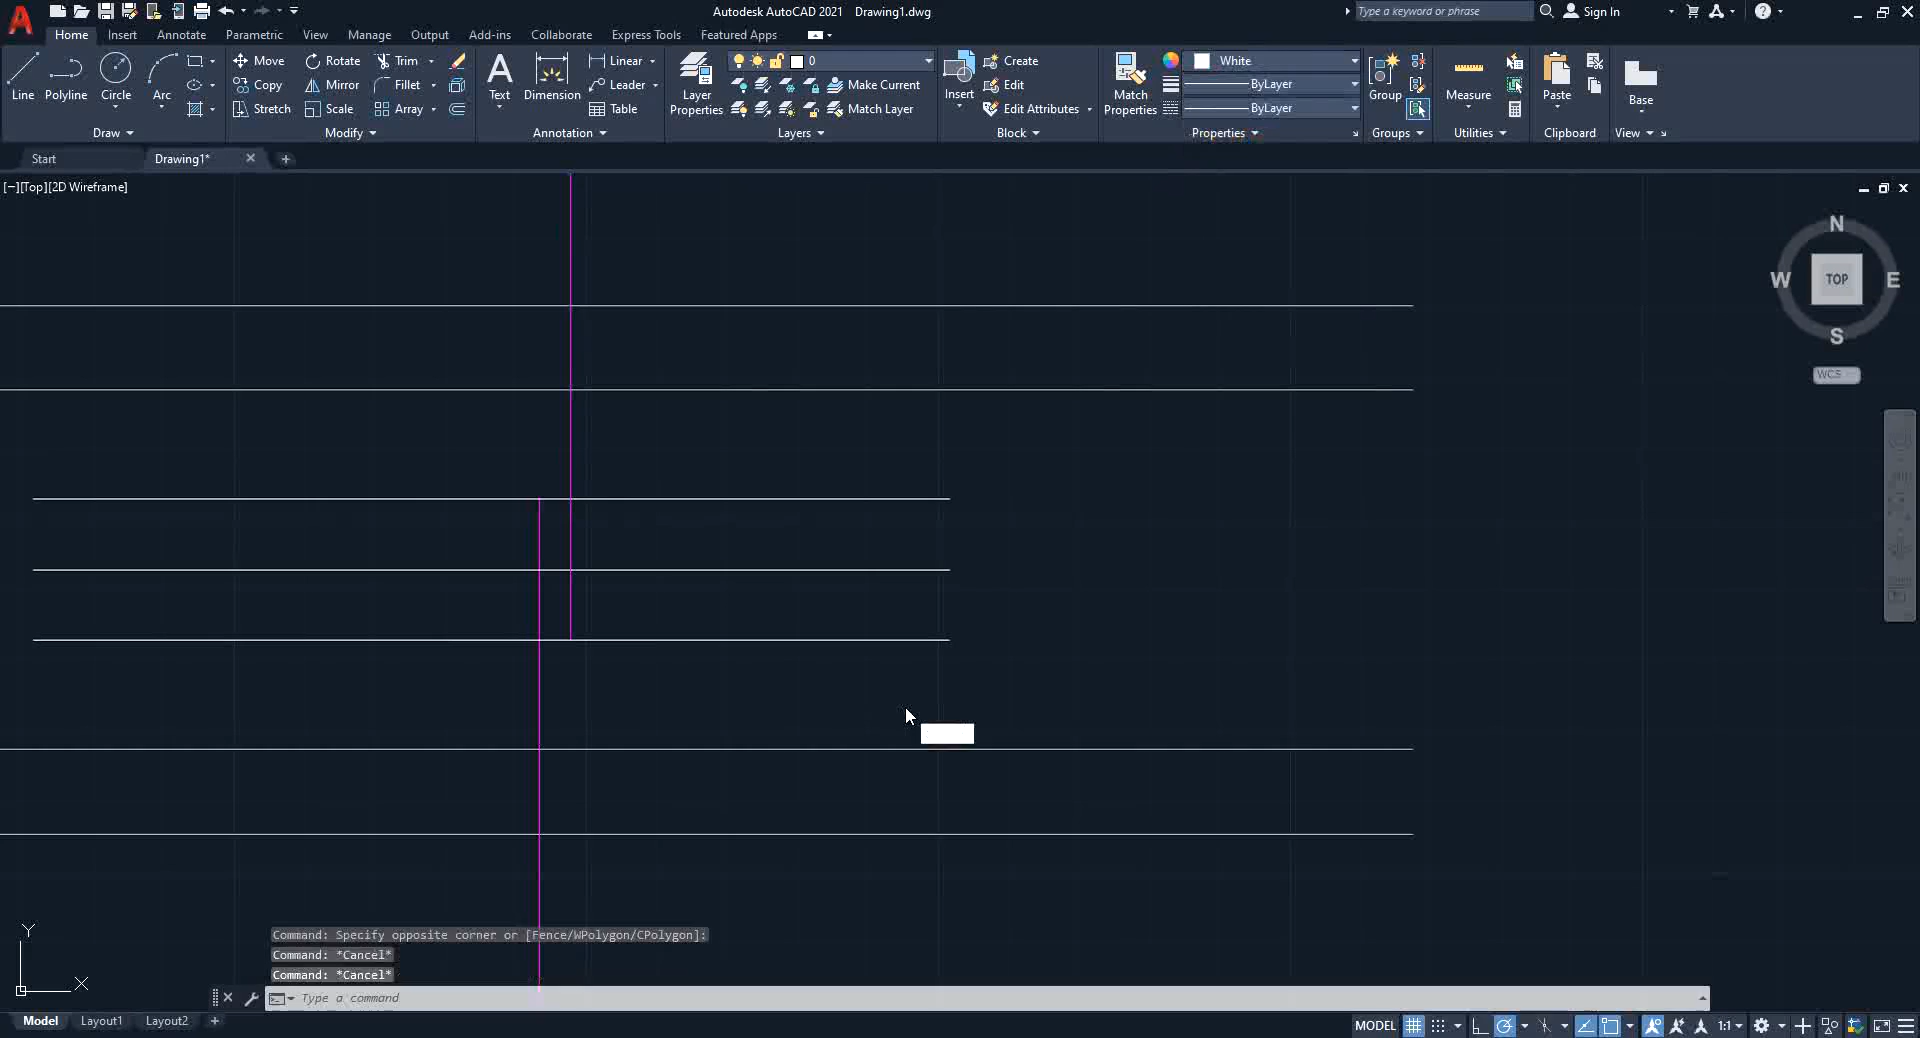 Autodesk AutoCAD 2021 Drawing1.dwg
Type a keyword or phrase
Sign In
Home Insert Annotate Parametric View Manage Output Add-ins Collaborate Express Tools Featured Apps
Line Polyline Circle Arc
Draw
Move Rotate Trim
Copy Mirror Fillet
Stretch Scale Array
Modify
Text Dimension
Linear
Leader
Table
Annotation
Layer Properties
0
Make Current
Match Layer
Layers
Insert
Create
Edit
Edit Attributes
Block
Match Properties
White
ByLayer
ByLayer
Properties
Group
Groups
Measure
Utilities
Paste
Clipboard
Base
View
Start Drawing1*
[−][Top][2D Wireframe]
N
W TOP E
S
WCS
Y
X
Command: Specify opposite corner or [Fence/WPolygon/CPolygon]:
Command: *Cancel*
Command: *Cancel*
Type a command
Model Layout1 Layout2 +
MODEL 1:1